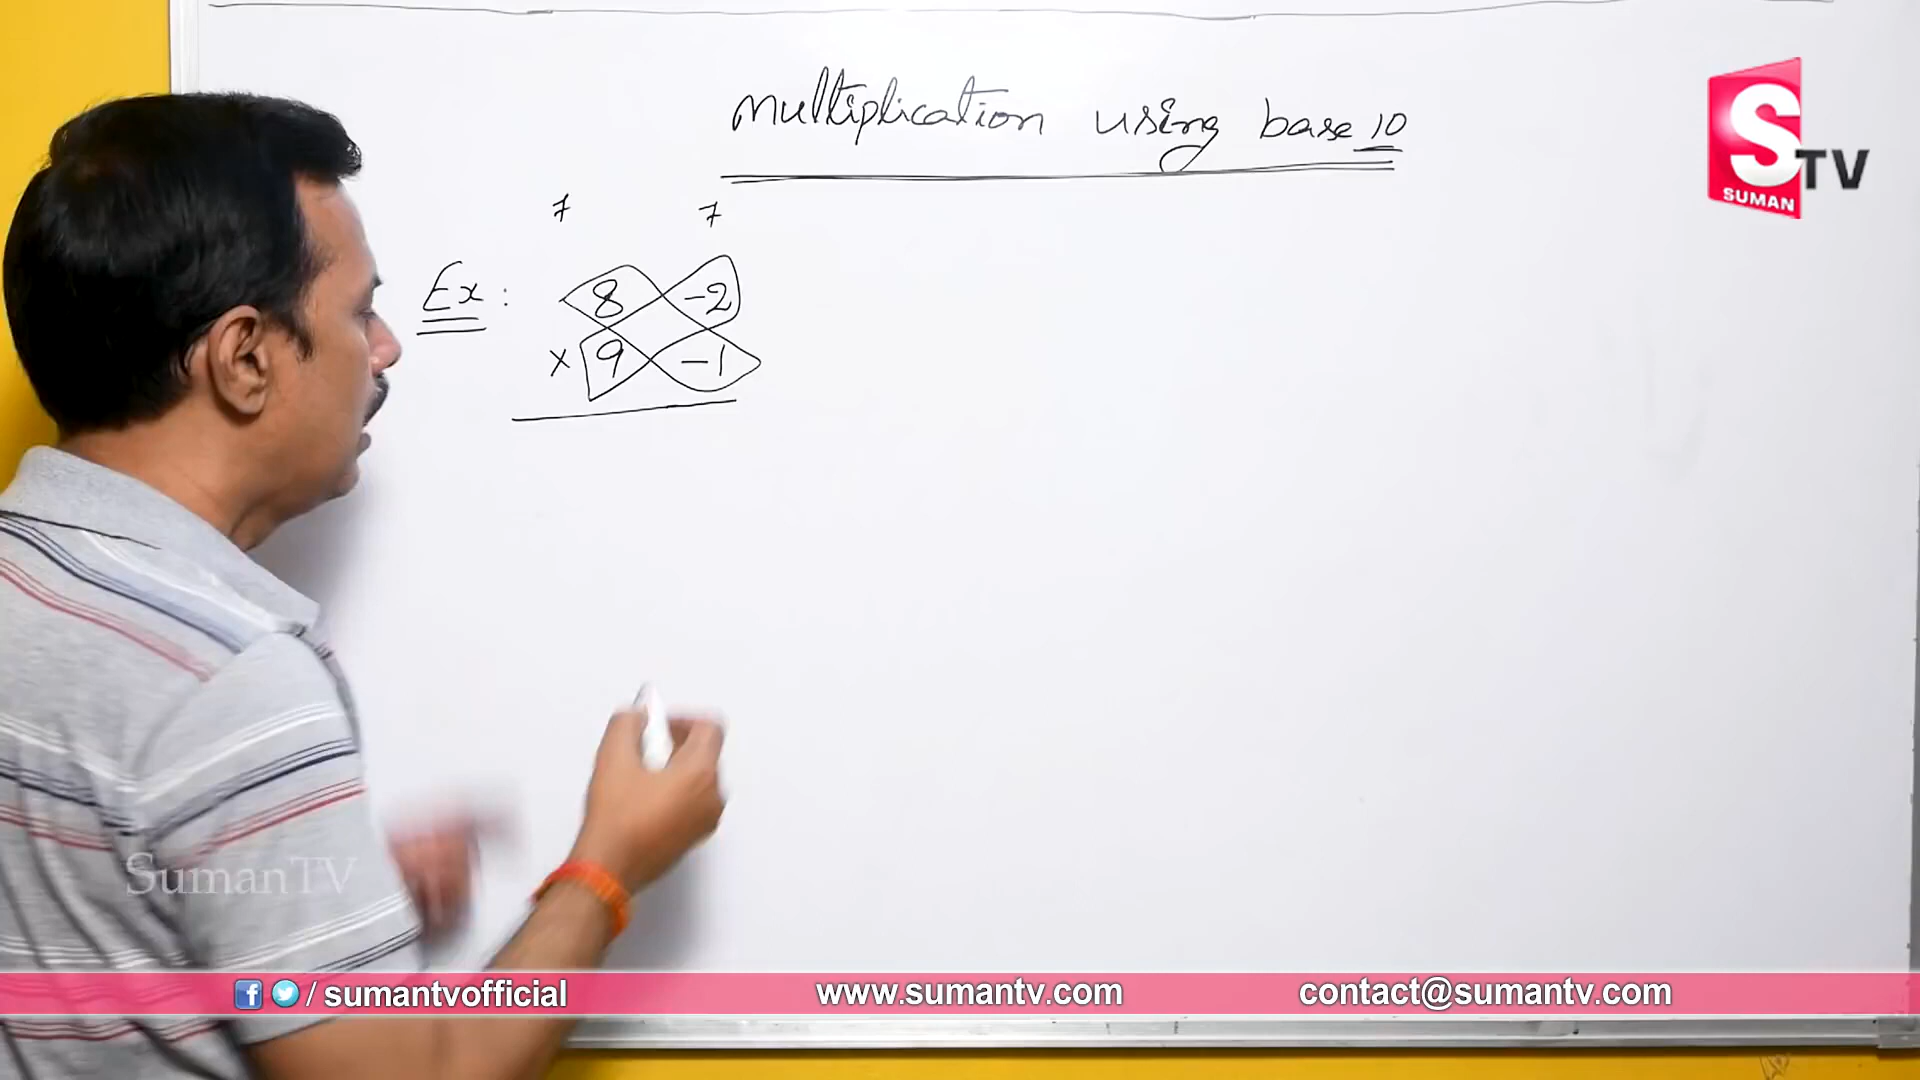 multiplication using base 10
S TV
SUMAN
7 7
Ex : 8 -2
x 9 -1
SumanTV
/ sumantvofficial
www.sumantv.com
contact@sumantv.com